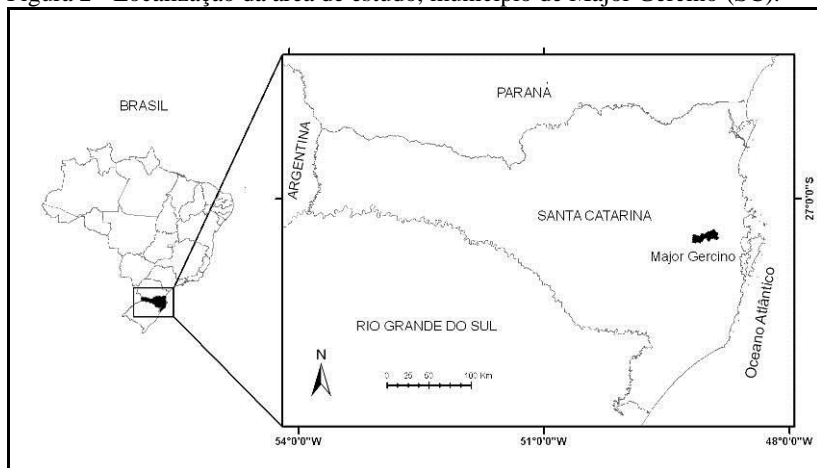 Figura 2 - Localização da área de estudo, município de Major Gercino (SC).
BRASIL
PARANÁ
ARGENTINA
SANTA CATARINA
27°0'0"S
Major Gercino
Oceano Atlântico
RIO GRANDE DO SUL
N
0 25 50 100 Km
54°0'0"W
51°0'0"W
48°0'0"W